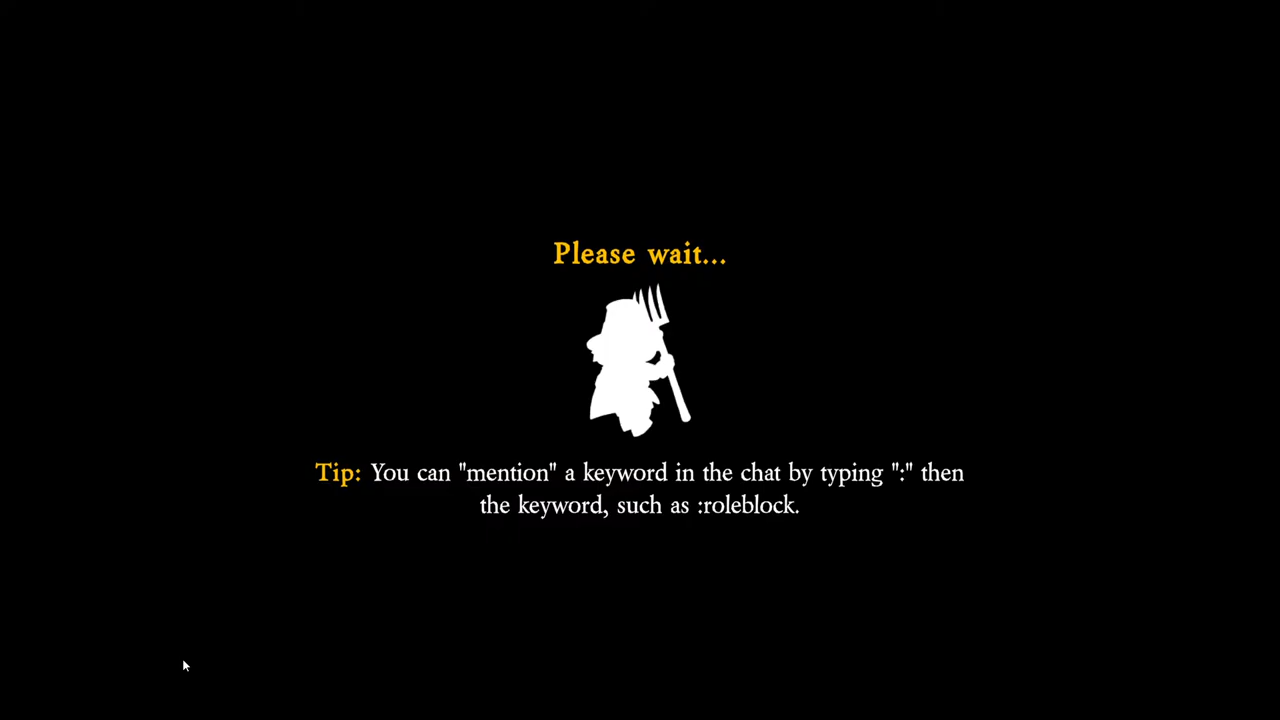 Please wait...
Tip: You can "mention" a keyword in the chat by typing ":" then
the keyword, such as :roleblock.